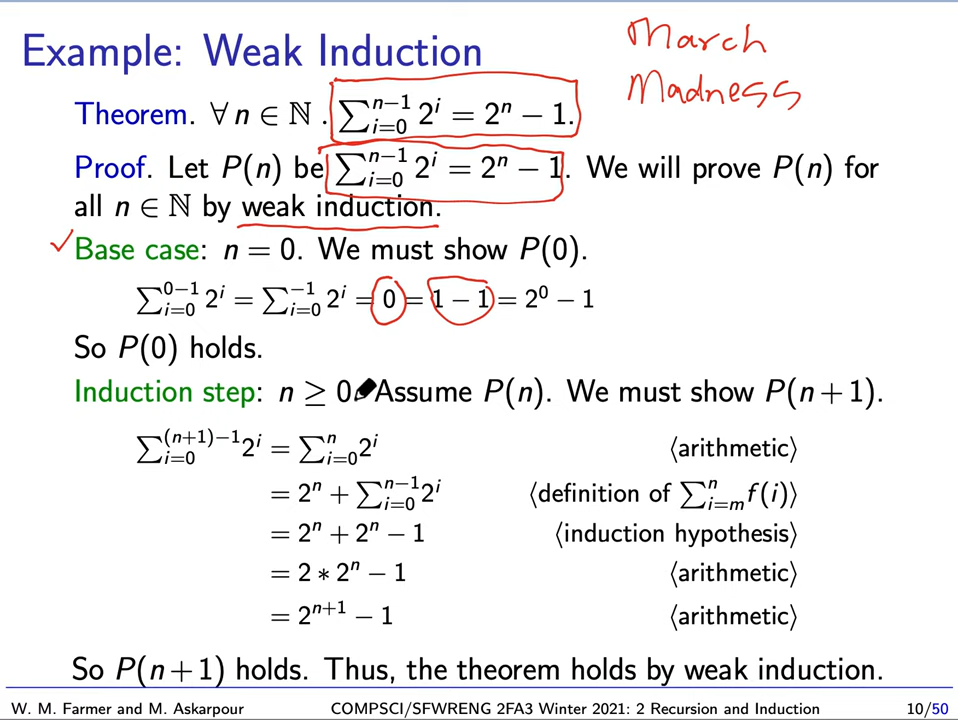 Example: Weak Induction
March
Madness
Theorem. ∀ n ∈ ℕ . ∑_{i=0}^{n−1} 2^i = 2^n − 1.
Proof. Let P(n) be ∑_{i=0}^{n−1} 2^i = 2^n − 1. We will prove P(n) for
all n ∈ ℕ by weak induction.
Base case: n = 0. We must show P(0).
∑_{i=0}^{0−1} 2^i = ∑_{i=0}^{−1} 2^i = 0 = 1 − 1 = 2^0 − 1
So P(0) holds.
Induction step: n ≥ 0. Assume P(n). We must show P(n + 1).
∑_{i=0}^{(n+1)−1} 2^i = ∑_{i=0}^{n} 2^i ⟨arithmetic⟩
= 2^n + ∑_{i=0}^{n−1} 2^i ⟨definition of ∑_{i=m}^{n} f(i)⟩
= 2^n + 2^n − 1 ⟨induction hypothesis⟩
= 2 ∗ 2^n − 1 ⟨arithmetic⟩
= 2^{n+1} − 1 ⟨arithmetic⟩
So P(n + 1) holds. Thus, the theorem holds by weak induction.
W. M. Farmer and M. Askarpour COMPSCI/SFWRENG 2FA3 Winter 2021: 2 Recursion and Induction 10/50